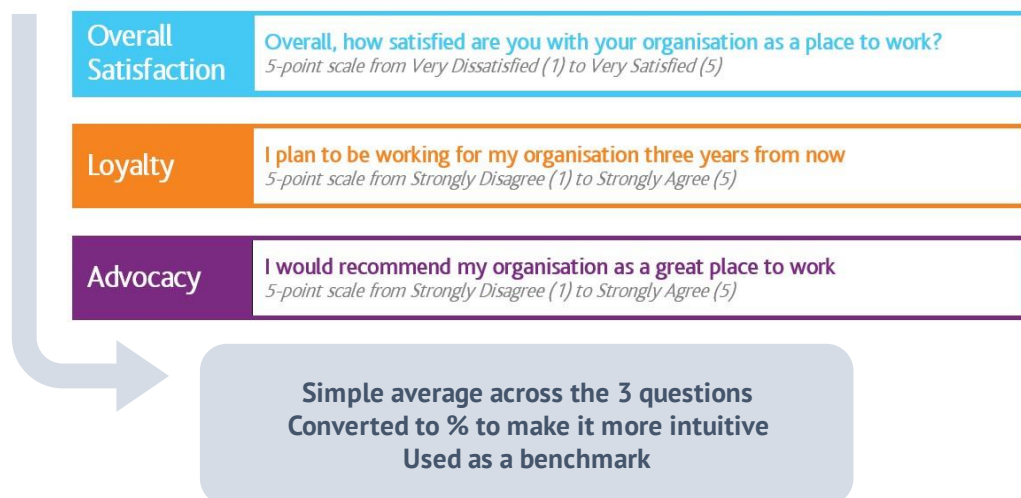 Overall
Satisfaction
Overall, how satisfied are you with your organisation as a place to work?
5-point scale from Very Dissatisfied (1) to Very Satisfied (5)
Loyalty
I plan to be working for my organisation three years from now
5-point scale from Strongly Disagree (1) to Strongly Agree (5)
Advocacy
I would recommend my organisation as a great place to work
5-point scale from Strongly Disagree (1) to Strongly Agree (5)
Simple average across the 3 questions
Converted to % to make it more intuitive
Used as a benchmark